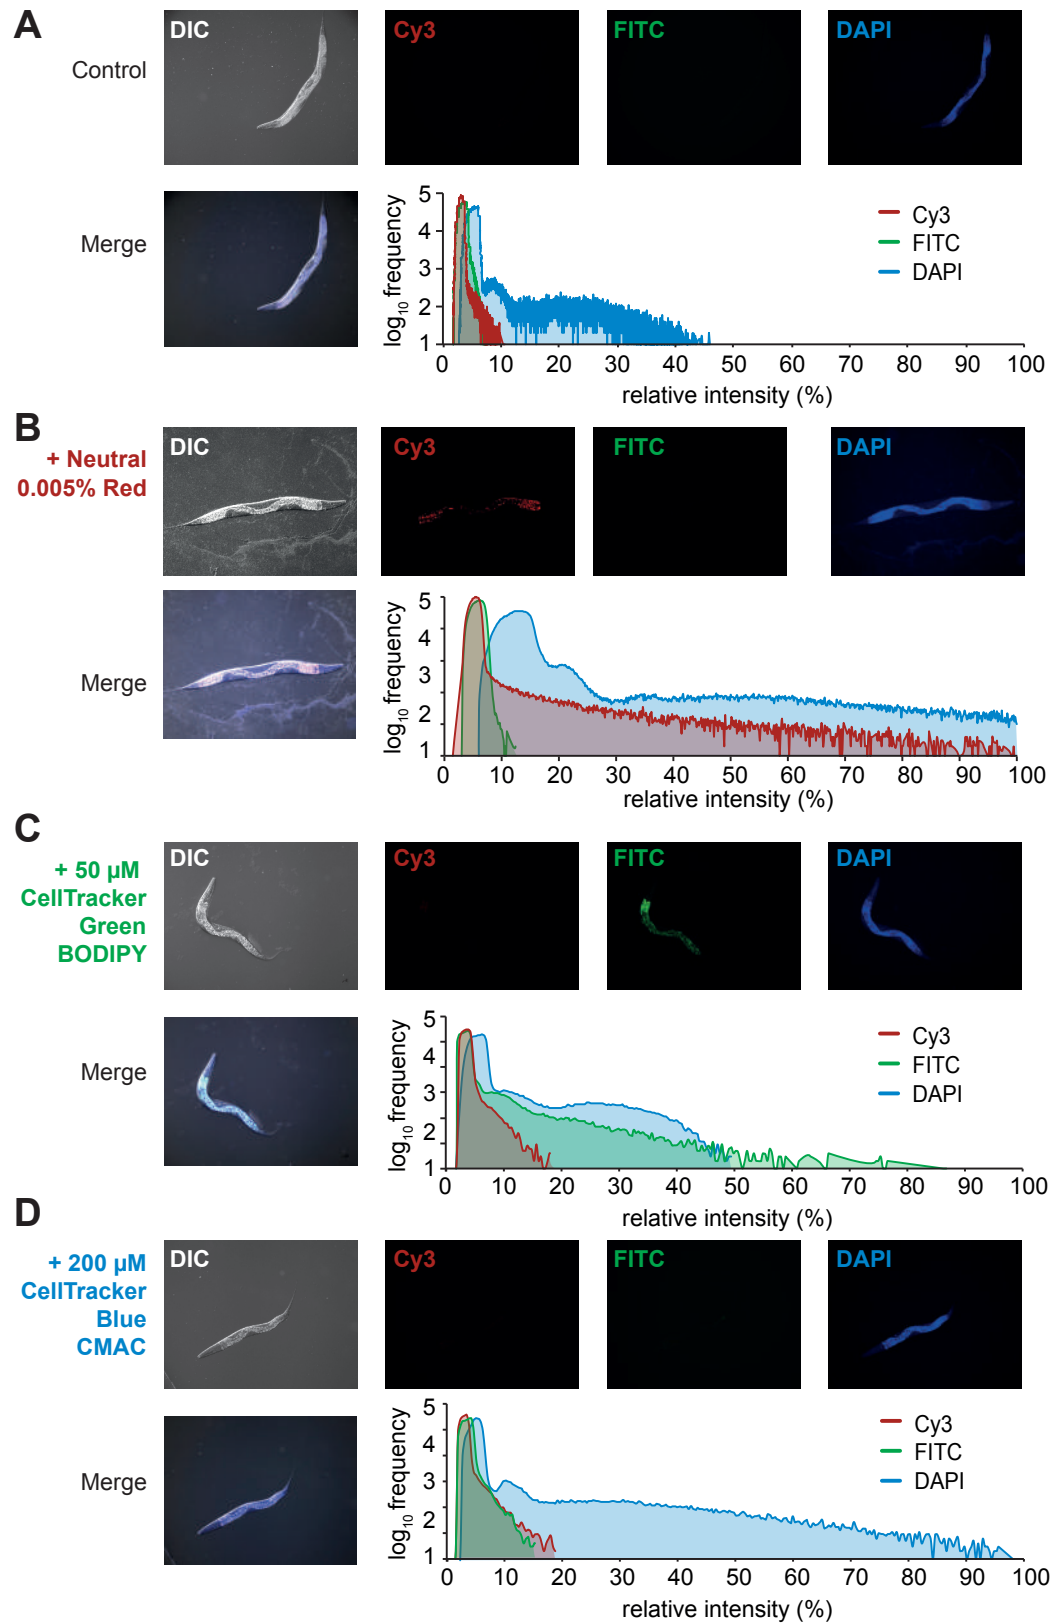 A
Control
DIC
Cy3
FITC
DAPI
Merge
log10 frequency
5
4
3
2
1
0 10 20 30 40 50 60 70 80 90 100
relative intensity (%)
Cy3
FITC
DAPI
B
+ Neutral
0.005% Red
DIC
Cy3
FITC
DAPI
Merge
log10 frequency
5
4
3
2
1
0 10 20 30 40 50 60 70 80 90 100
relative intensity (%)
C
+ 50 µM
CellTracker
Green
BODIPY
DIC
Cy3
FITC
DAPI
Merge
log10 frequency
5
4
3
2
1
0 10 20 30 40 50 60 70 80 90 100
relative intensity (%)
Cy3
FITC
DAPI
D
+ 200 µM
CellTracker
Blue
CMAC
DIC
Cy3
FITC
DAPI
Merge
log10 frequency
5
4
3
2
1
0 10 20 30 40 50 60 70 80 90 100
relative intensity (%)
Cy3
FITC
DAPI